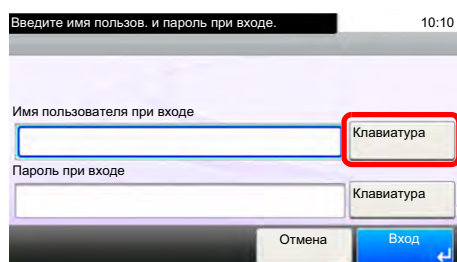 Введите имя пользов. и пароль при входе. 10:10
Имя пользователя при входе
Клавиатура
Пароль при входе
Клавиатура
Отмена Вход